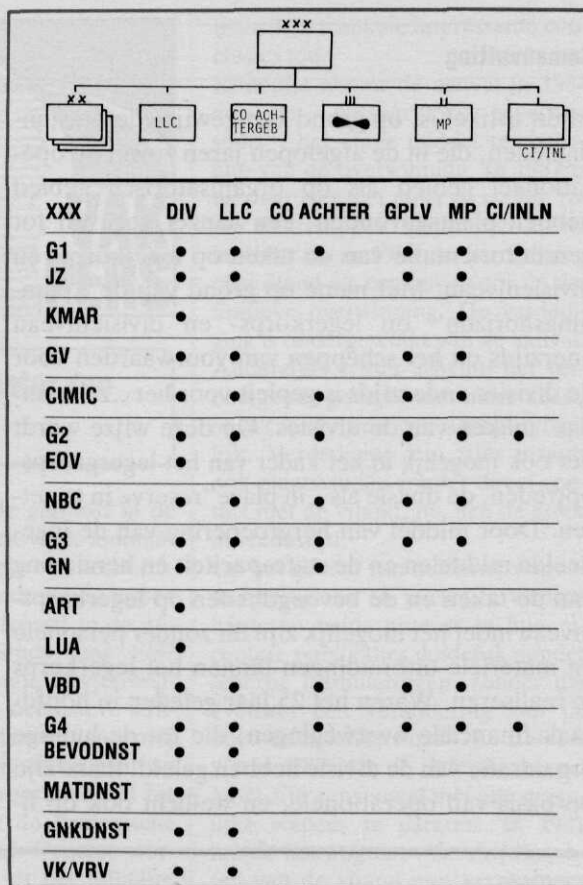 XXX
XX
III
II
LLC
CO ACH
TERGEB
MP
CI/INL
XXX DIV LLC CO ACHTER GPLV MP CI/INLN
G1
JZ
KMAR
GV
CIMIC
G2
EOV
NBC
G3
GN
ART
LUA
VBD
G4
BEVODNST
MATDNST
GNKDNST
VK/VRV